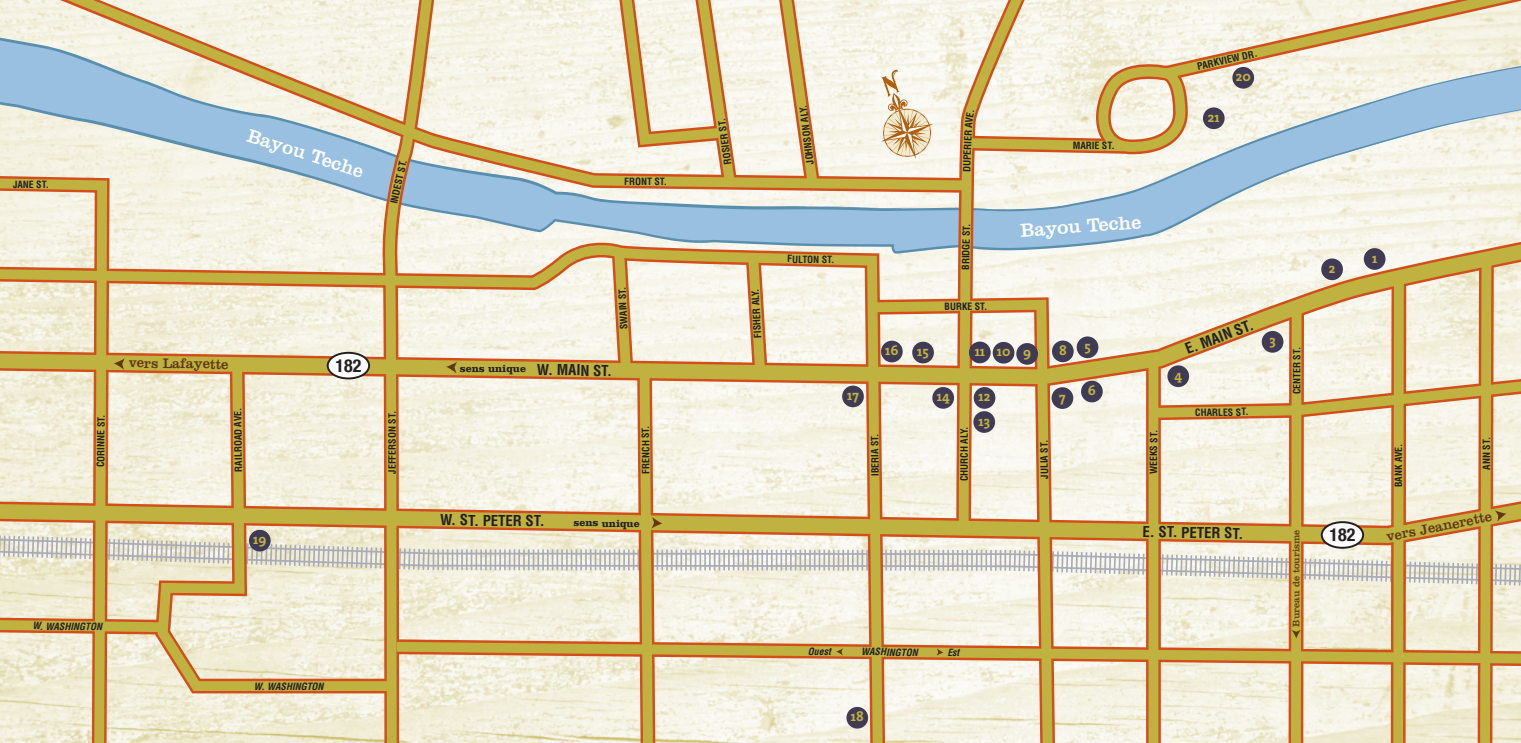 N
PARKVIEW DR.
20
21
MARIE ST.
DUPERIER AVE.
ROSIER ST.
JOHNSON ALY.
Bayou Teche
INDEST ST.
FRONT ST.
JANE ST.
Bayou Teche
BRIDGE ST.
FULTON ST.
SWAIN ST.
FISHER ALY.
BURKE ST.
1
2
E. MAIN ST.
3
CENTER ST.
4
vers Lafayette
182
sens unique
W. MAIN ST.
16
15
11
10
9
8
5
17
14
12
13
7
6
CHARLES ST.
CORINNE ST.
RAILROAD AVE.
JEFFERSON ST.
FRENCH ST.
IBERIA ST.
CHURCH ALY.
JULIA ST.
WEEKS ST.
BANK AVE.
ANN ST.
W. ST. PETER ST.
sens unique
E. ST. PETER ST.
182
vers Jeanerette
19
Bureau de tourisme
W. WASHINGTON
Ouest
WASHINGTON
Est
W. WASHINGTON
18